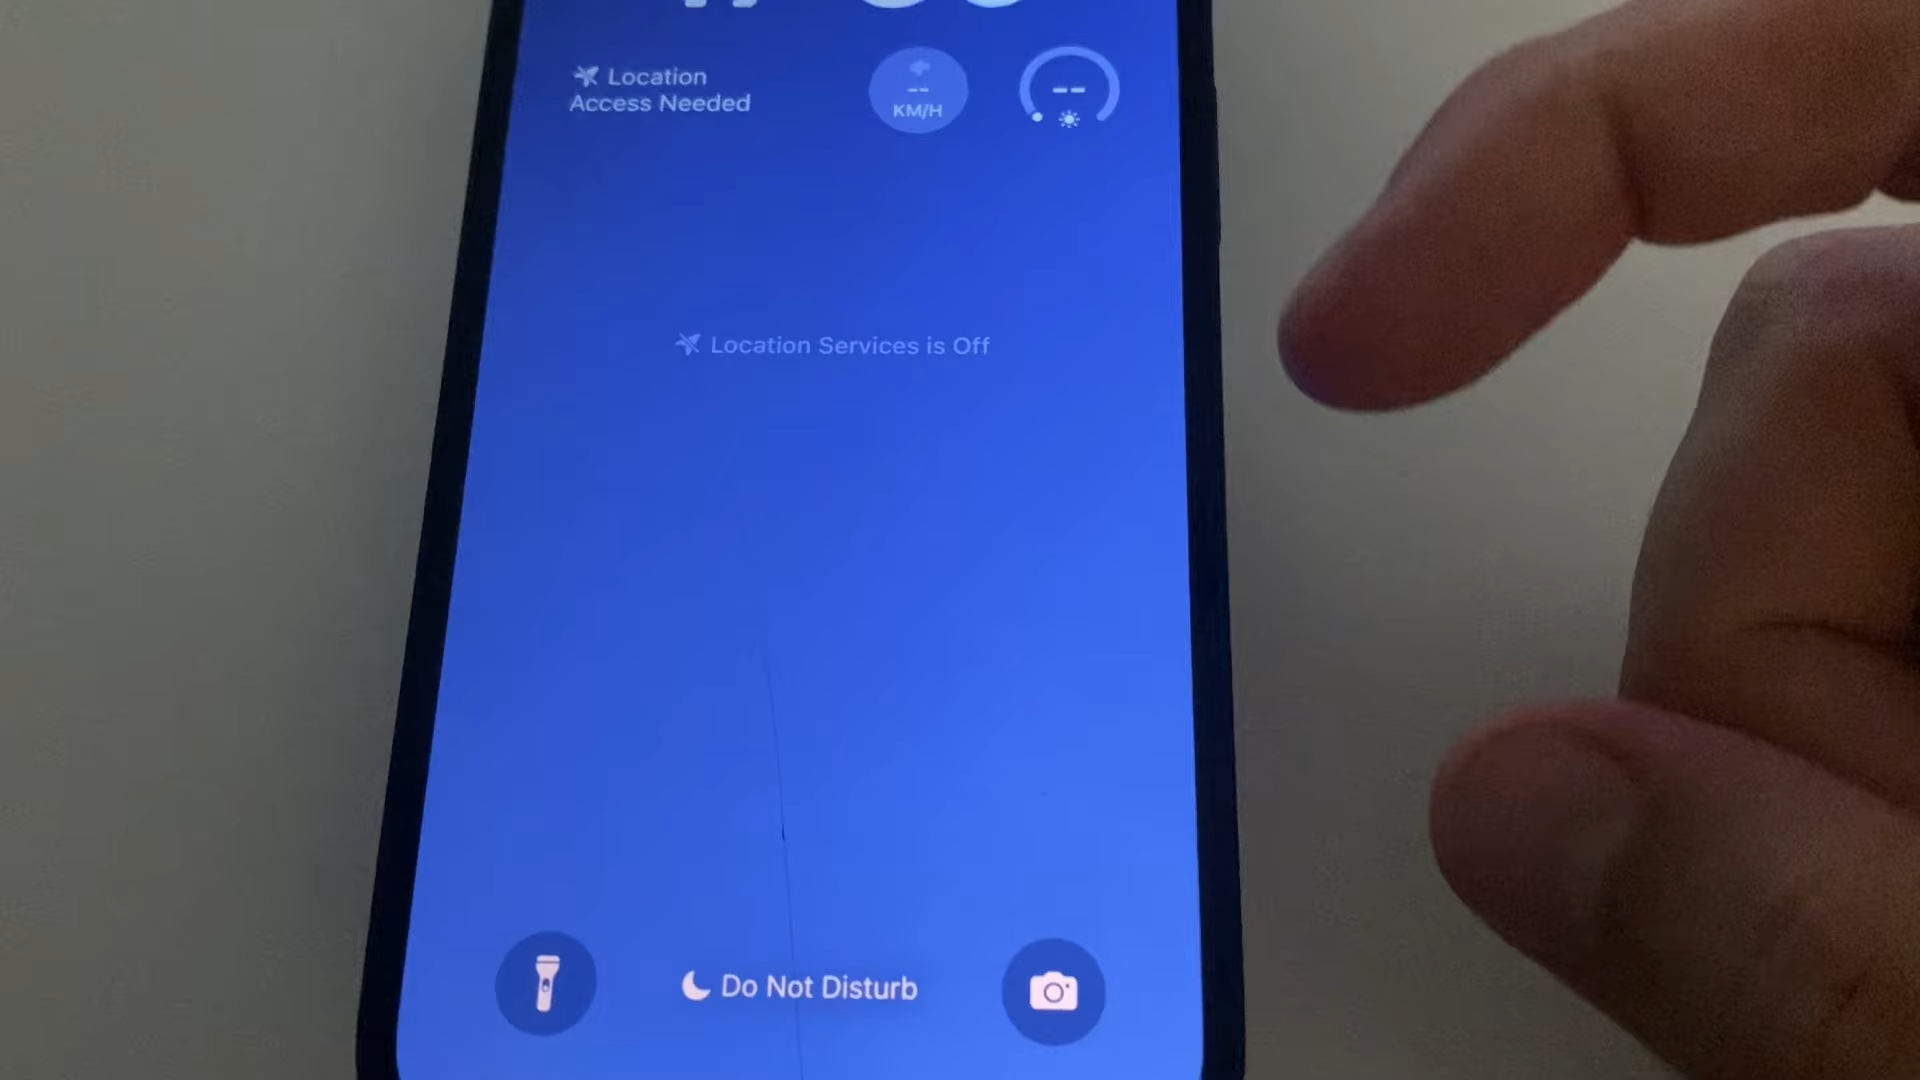 Location
Access Needed
--
KM/H
--
Location Services is Off
Do Not Disturb